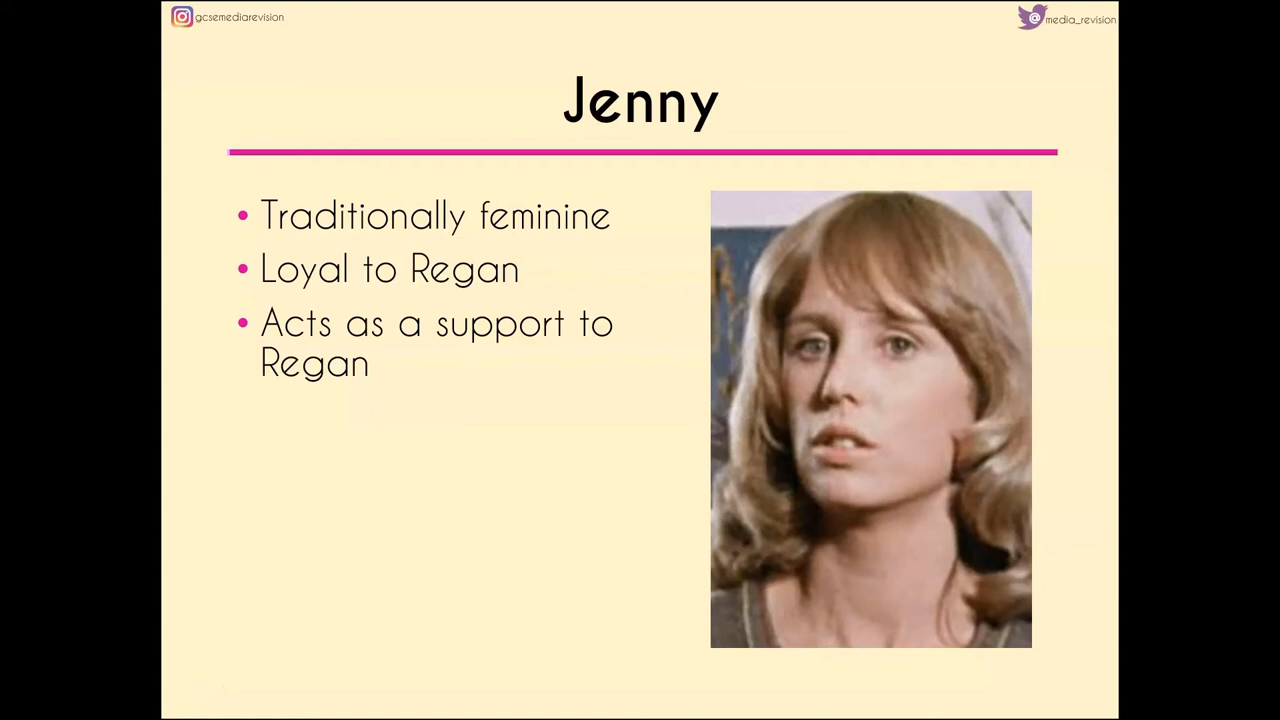 gcsemediarevision
@media_revision
Jenny
• Traditionally feminine
• Loyal to Regan
• Acts as a support to
Regan